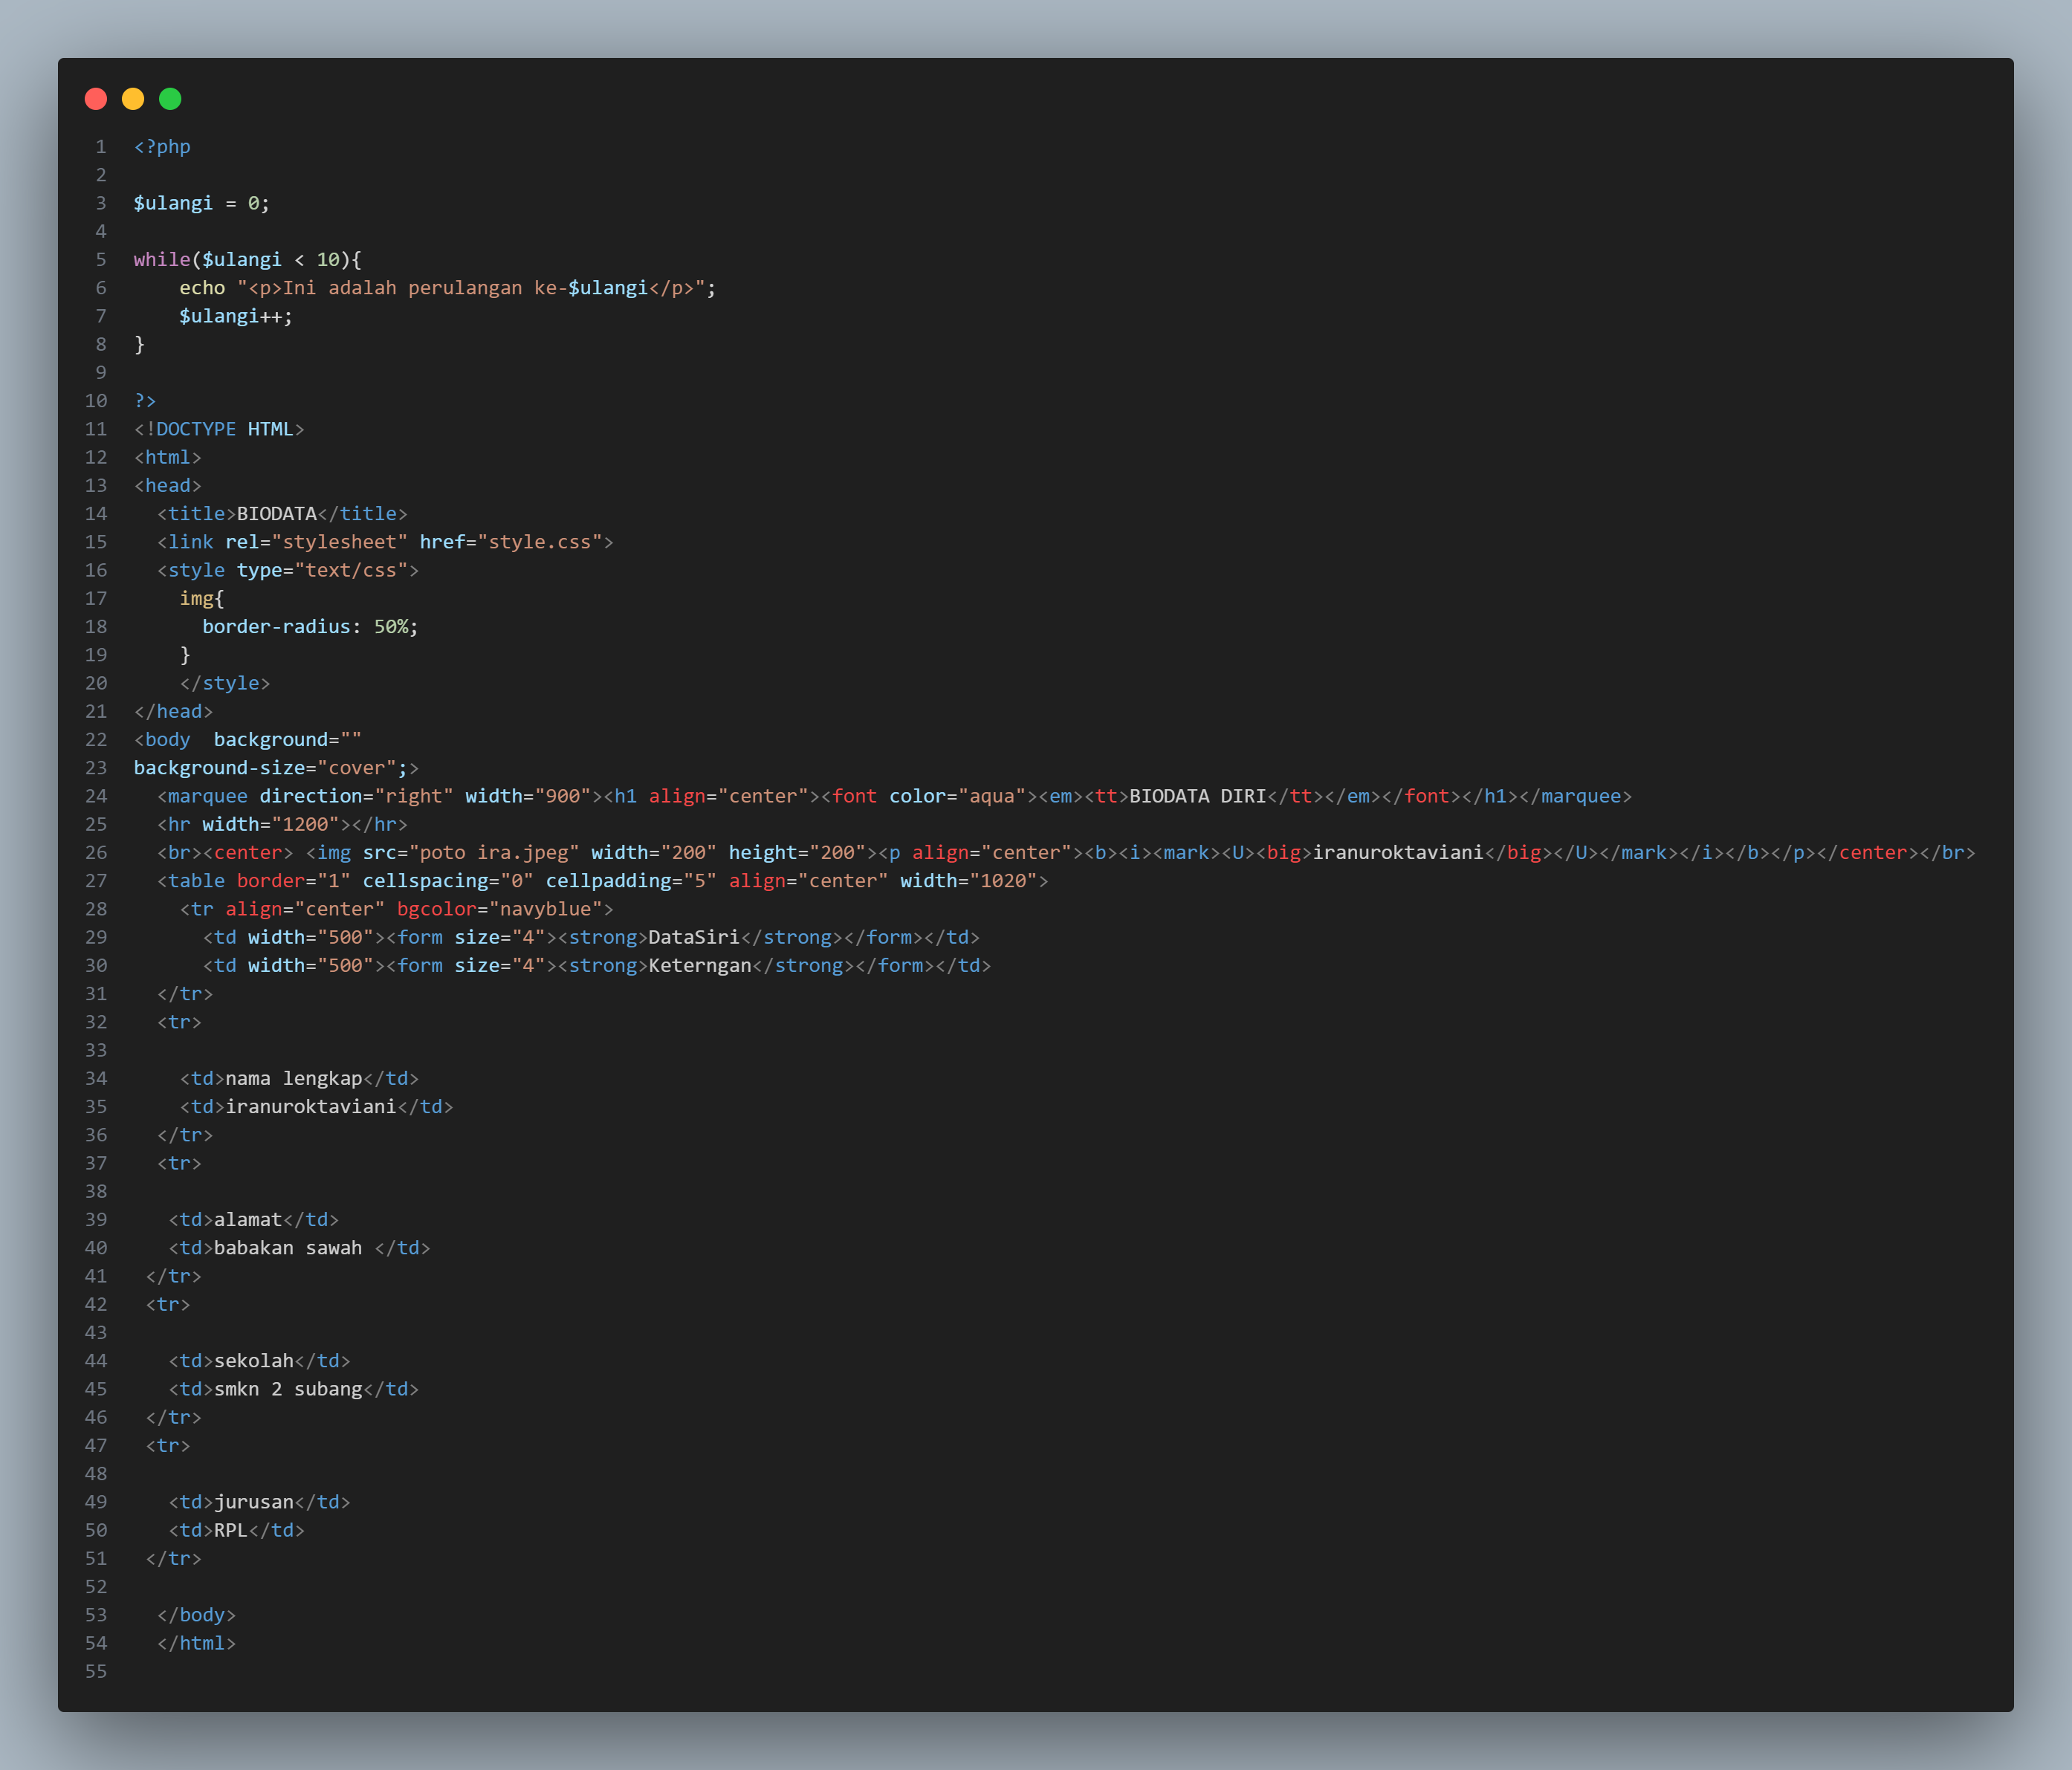 1 <?php
2
3 $ulangi = 0;
4
5 while($ulangi < 10){
6     echo "<p>Ini adalah perulangan ke-$ulangi</p>";
7     $ulangi++;
8 }
9
10 ?>
11 <!DOCTYPE HTML>
12 <html>
13 <head>
14   <title>BIODATA</title>
15   <link rel="stylesheet" href="style.css">
16   <style type="text/css">
17     img{
18       border-radius: 50%;
19     }
20     </style>
21 </head>
22 <body  background=""
23 background-size="cover";>
24   <marquee direction="right" width="900"><h1 align="center"><font color="aqua"><em><tt>BIODATA DIRI</tt></em></font></h1></marquee>
25   <hr width="1200"></hr>
26   <br><center> <img src="poto ira.jpeg" width="200" height="200"><p align="center"><b><i><mark><U><big>iranuroktaviani</big></U></mark></i></b></p></center></br>
27   <table border="1" cellspacing="0" cellpadding="5" align="center" width="1020">
28     <tr align="center" bgcolor="navyblue">
29       <td width="500"><form size="4"><strong>DataSiri</strong></form></td>
30       <td width="500"><form size="4"><strong>Keterngan</strong></form></td>
31   </tr>
32   <tr>
33
34     <td>nama lengkap</td>
35     <td>iranuroktaviani</td>
36   </tr>
37   <tr>
38
39    <td>alamat</td>
40    <td>babakan sawah </td>
41  </tr>
42  <tr>
43
44    <td>sekolah</td>
45    <td>smkn 2 subang</td>
46  </tr>
47  <tr>
48
49    <td>jurusan</td>
50    <td>RPL</td>
51  </tr>
52
53   </body>
54   </html>
55